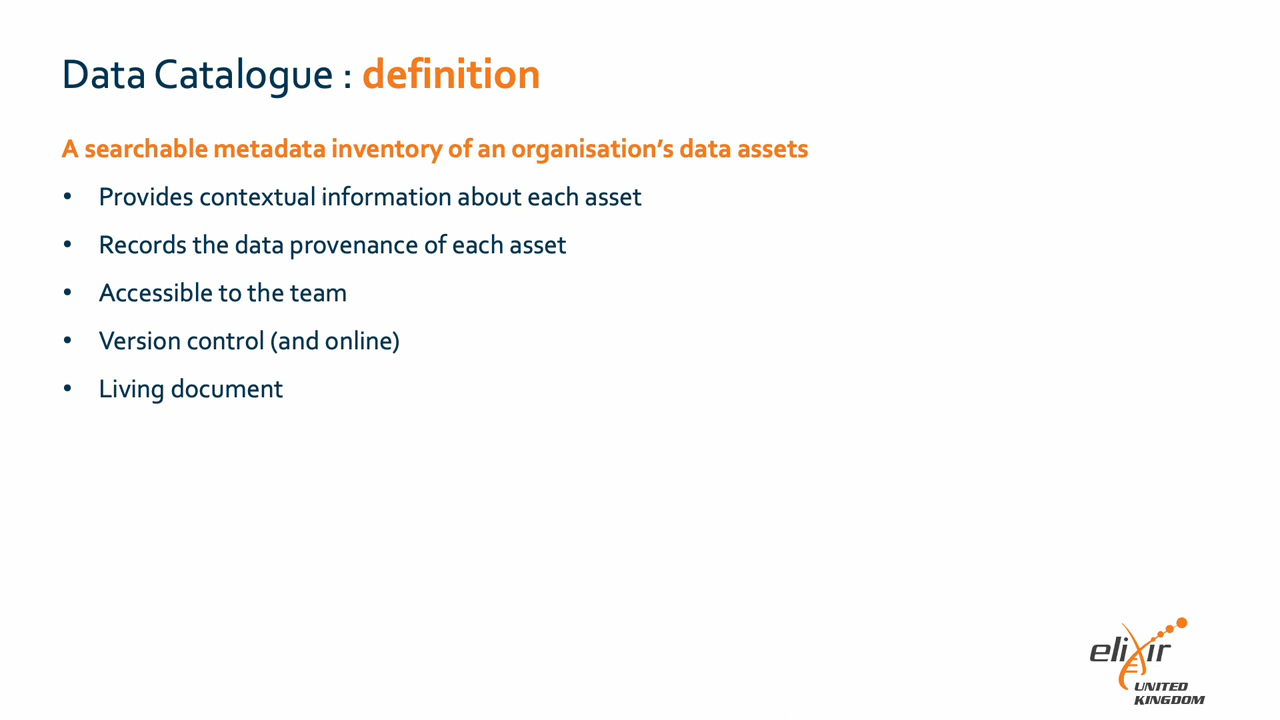 Data Catalogue : definition
A searchable metadata inventory of an organisation’s data assets
• Provides contextual information about each asset
• Records the data provenance of each asset
• Accessible to the team
• Version control (and online)
• Living document
elixir
UNITED
KINGDOM